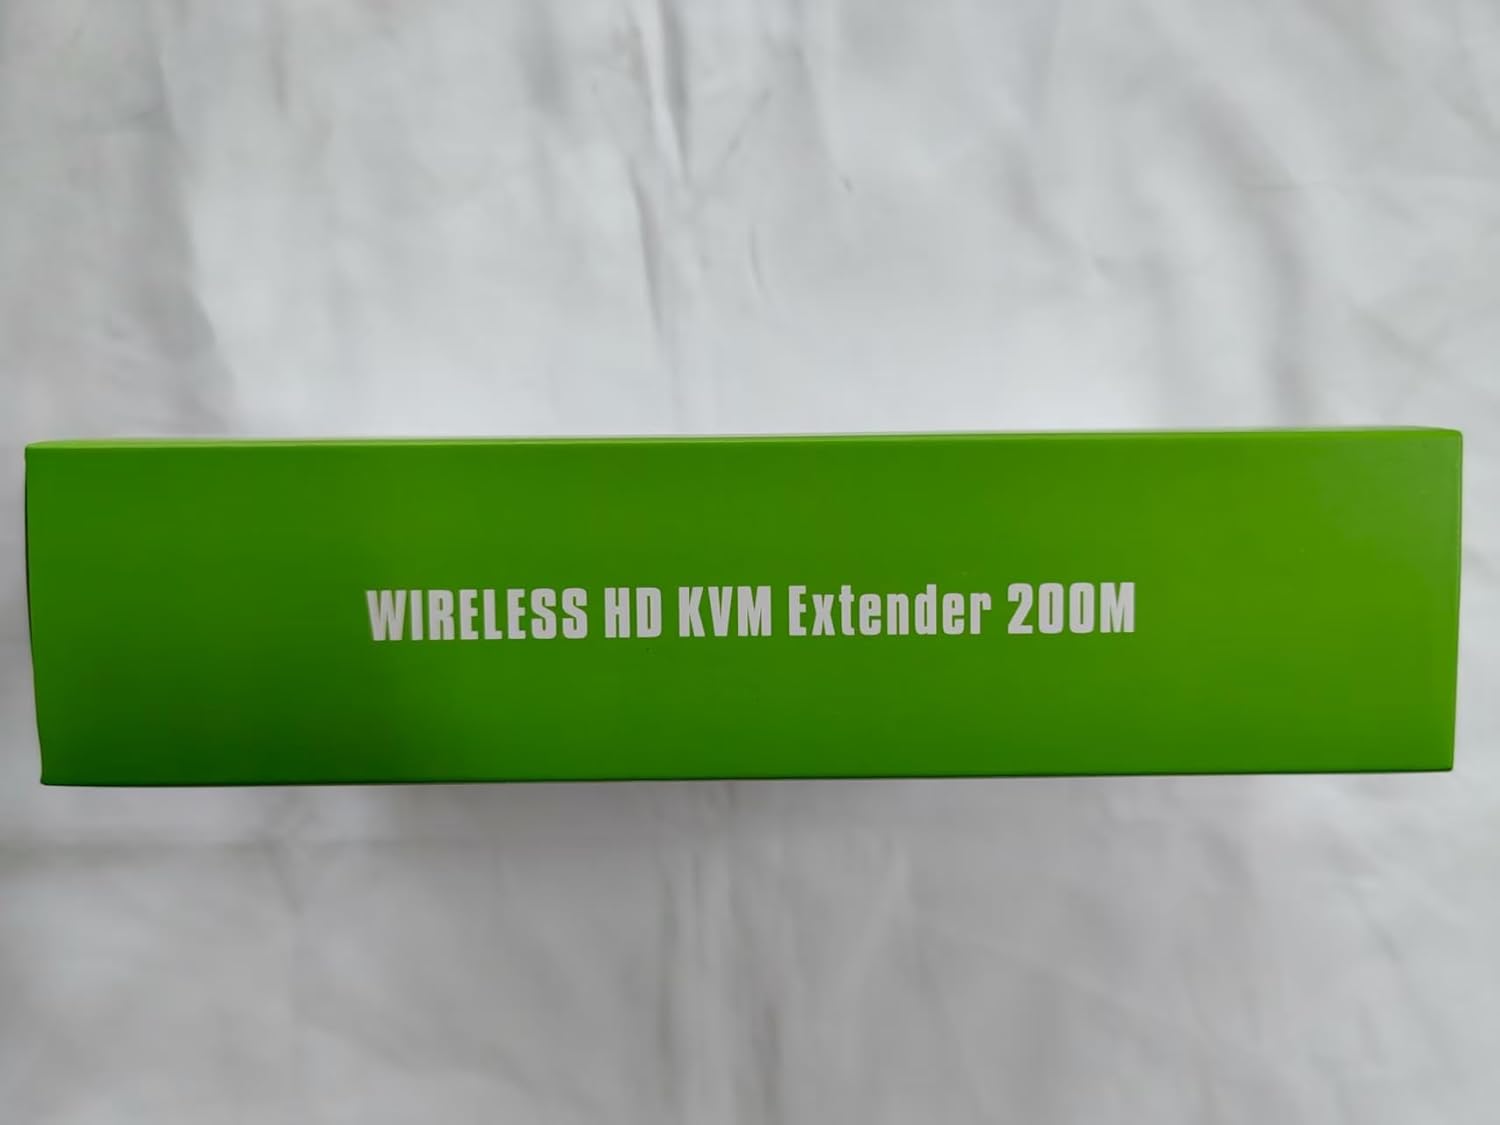 WIRELESS HD KVM Extender 200M